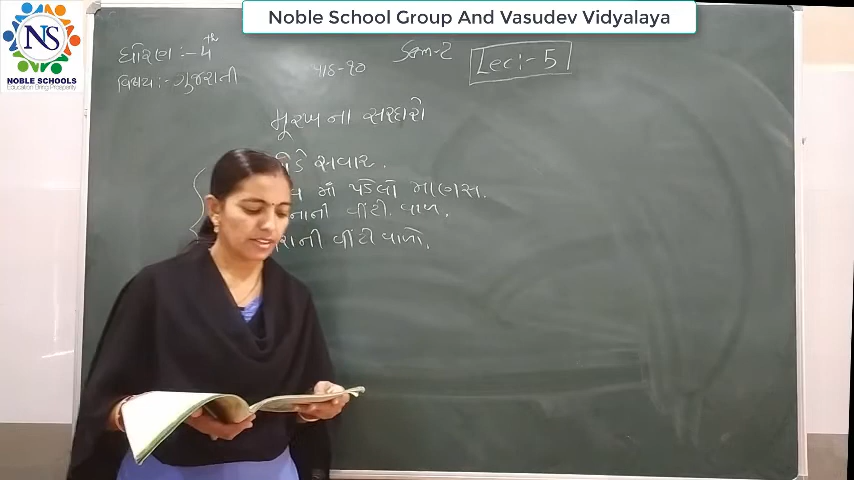 Noble School Group And Vasudev Vidyalaya
NS
NOBLE SCHOOLS
Education Bring Prosperity
ધોરણ :- 4th
વિષય :- ગુજરાતી
Sem-2
પાઠ-૧૦
Lec:- 5
મૂરખના સરદારો
સવાર.
માં પડેલો માણસ.
વીંટી વાળ.
વીંટી વાળો.